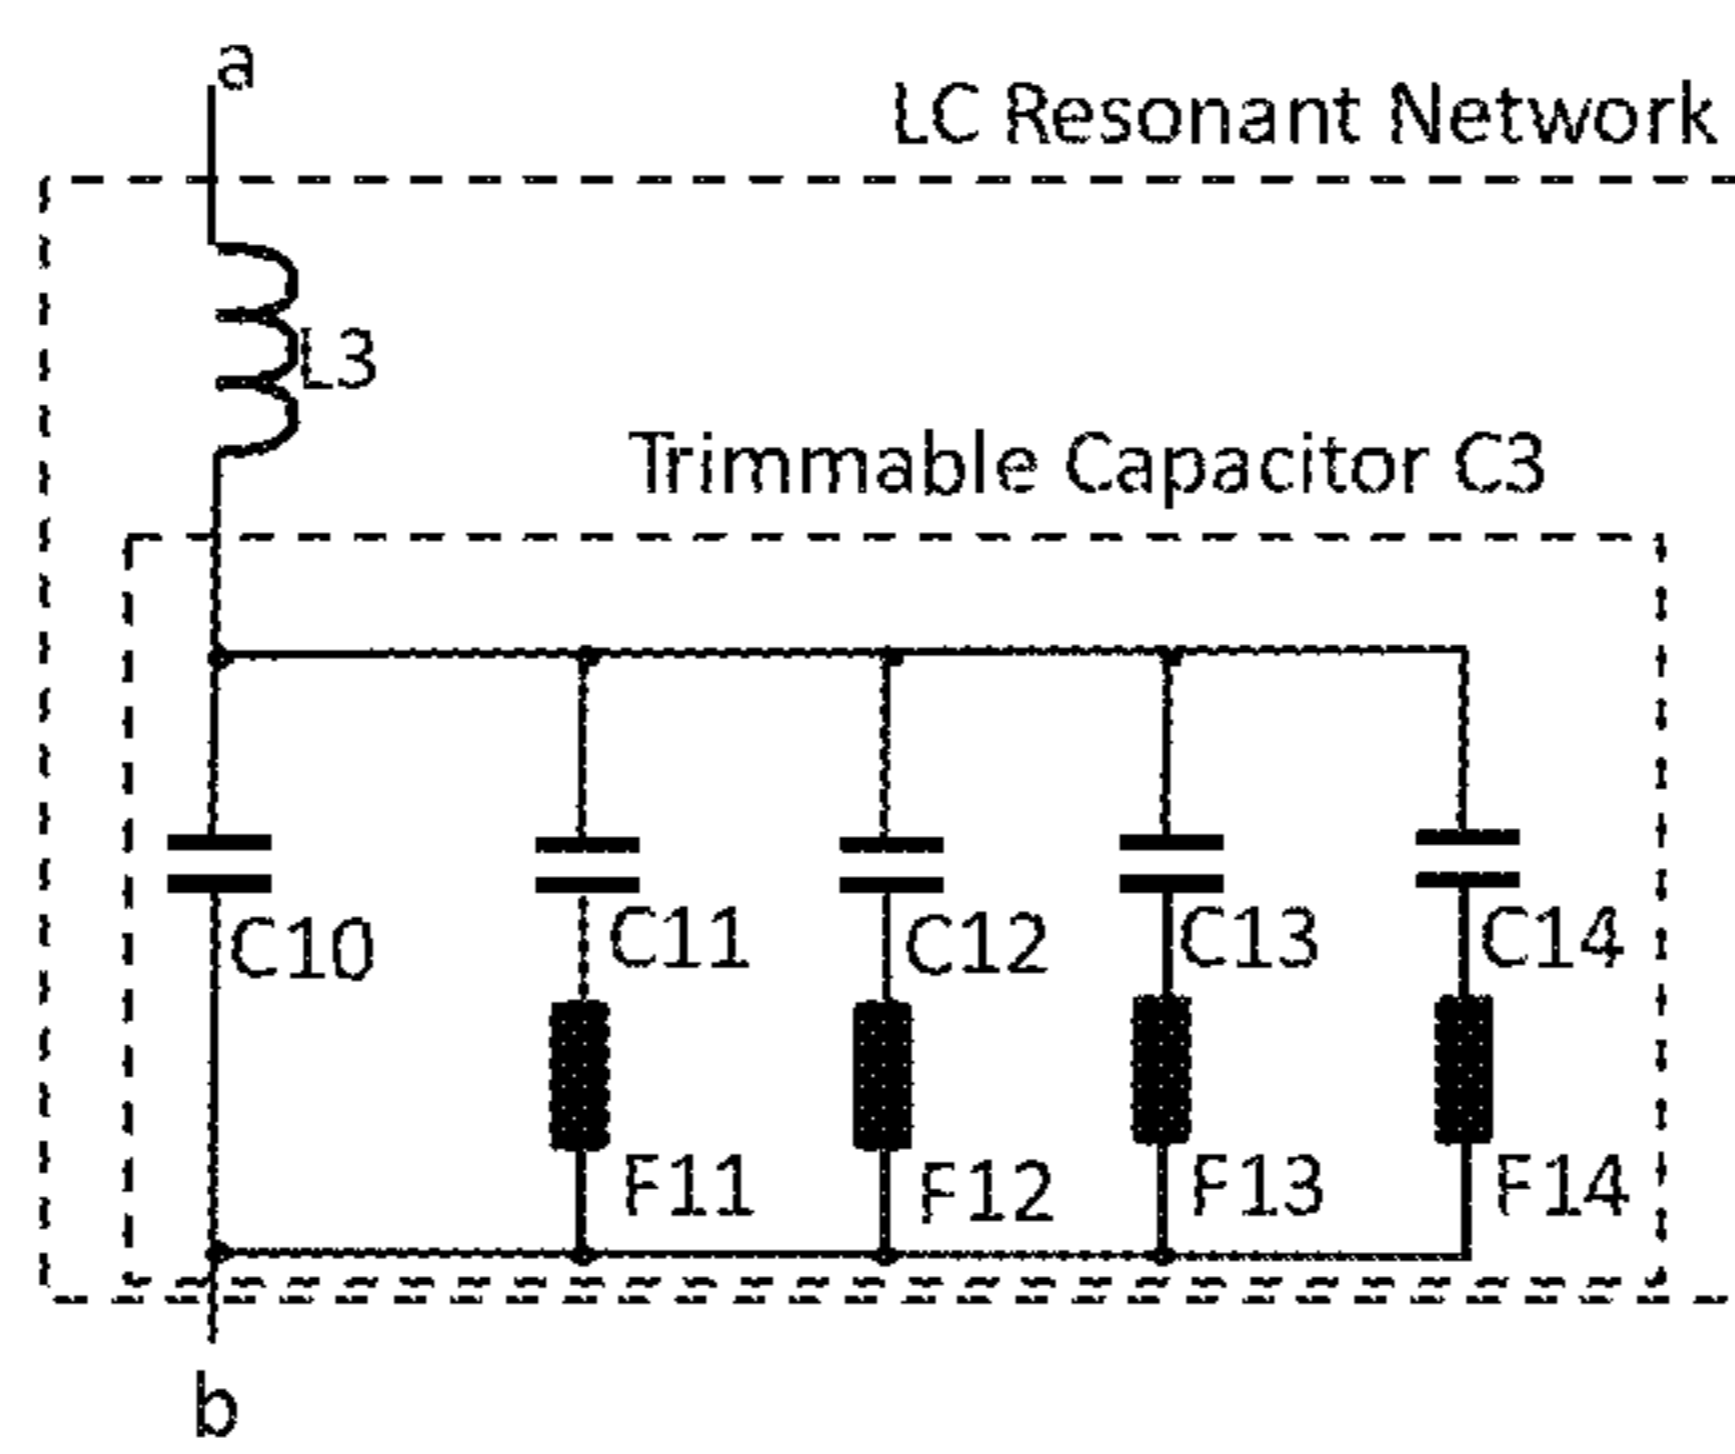 a
LC Resonant Network
L3
Trimmable Capacitor C3
C10
C11
C12
C13
C14
F11
F12
F13
F14
b